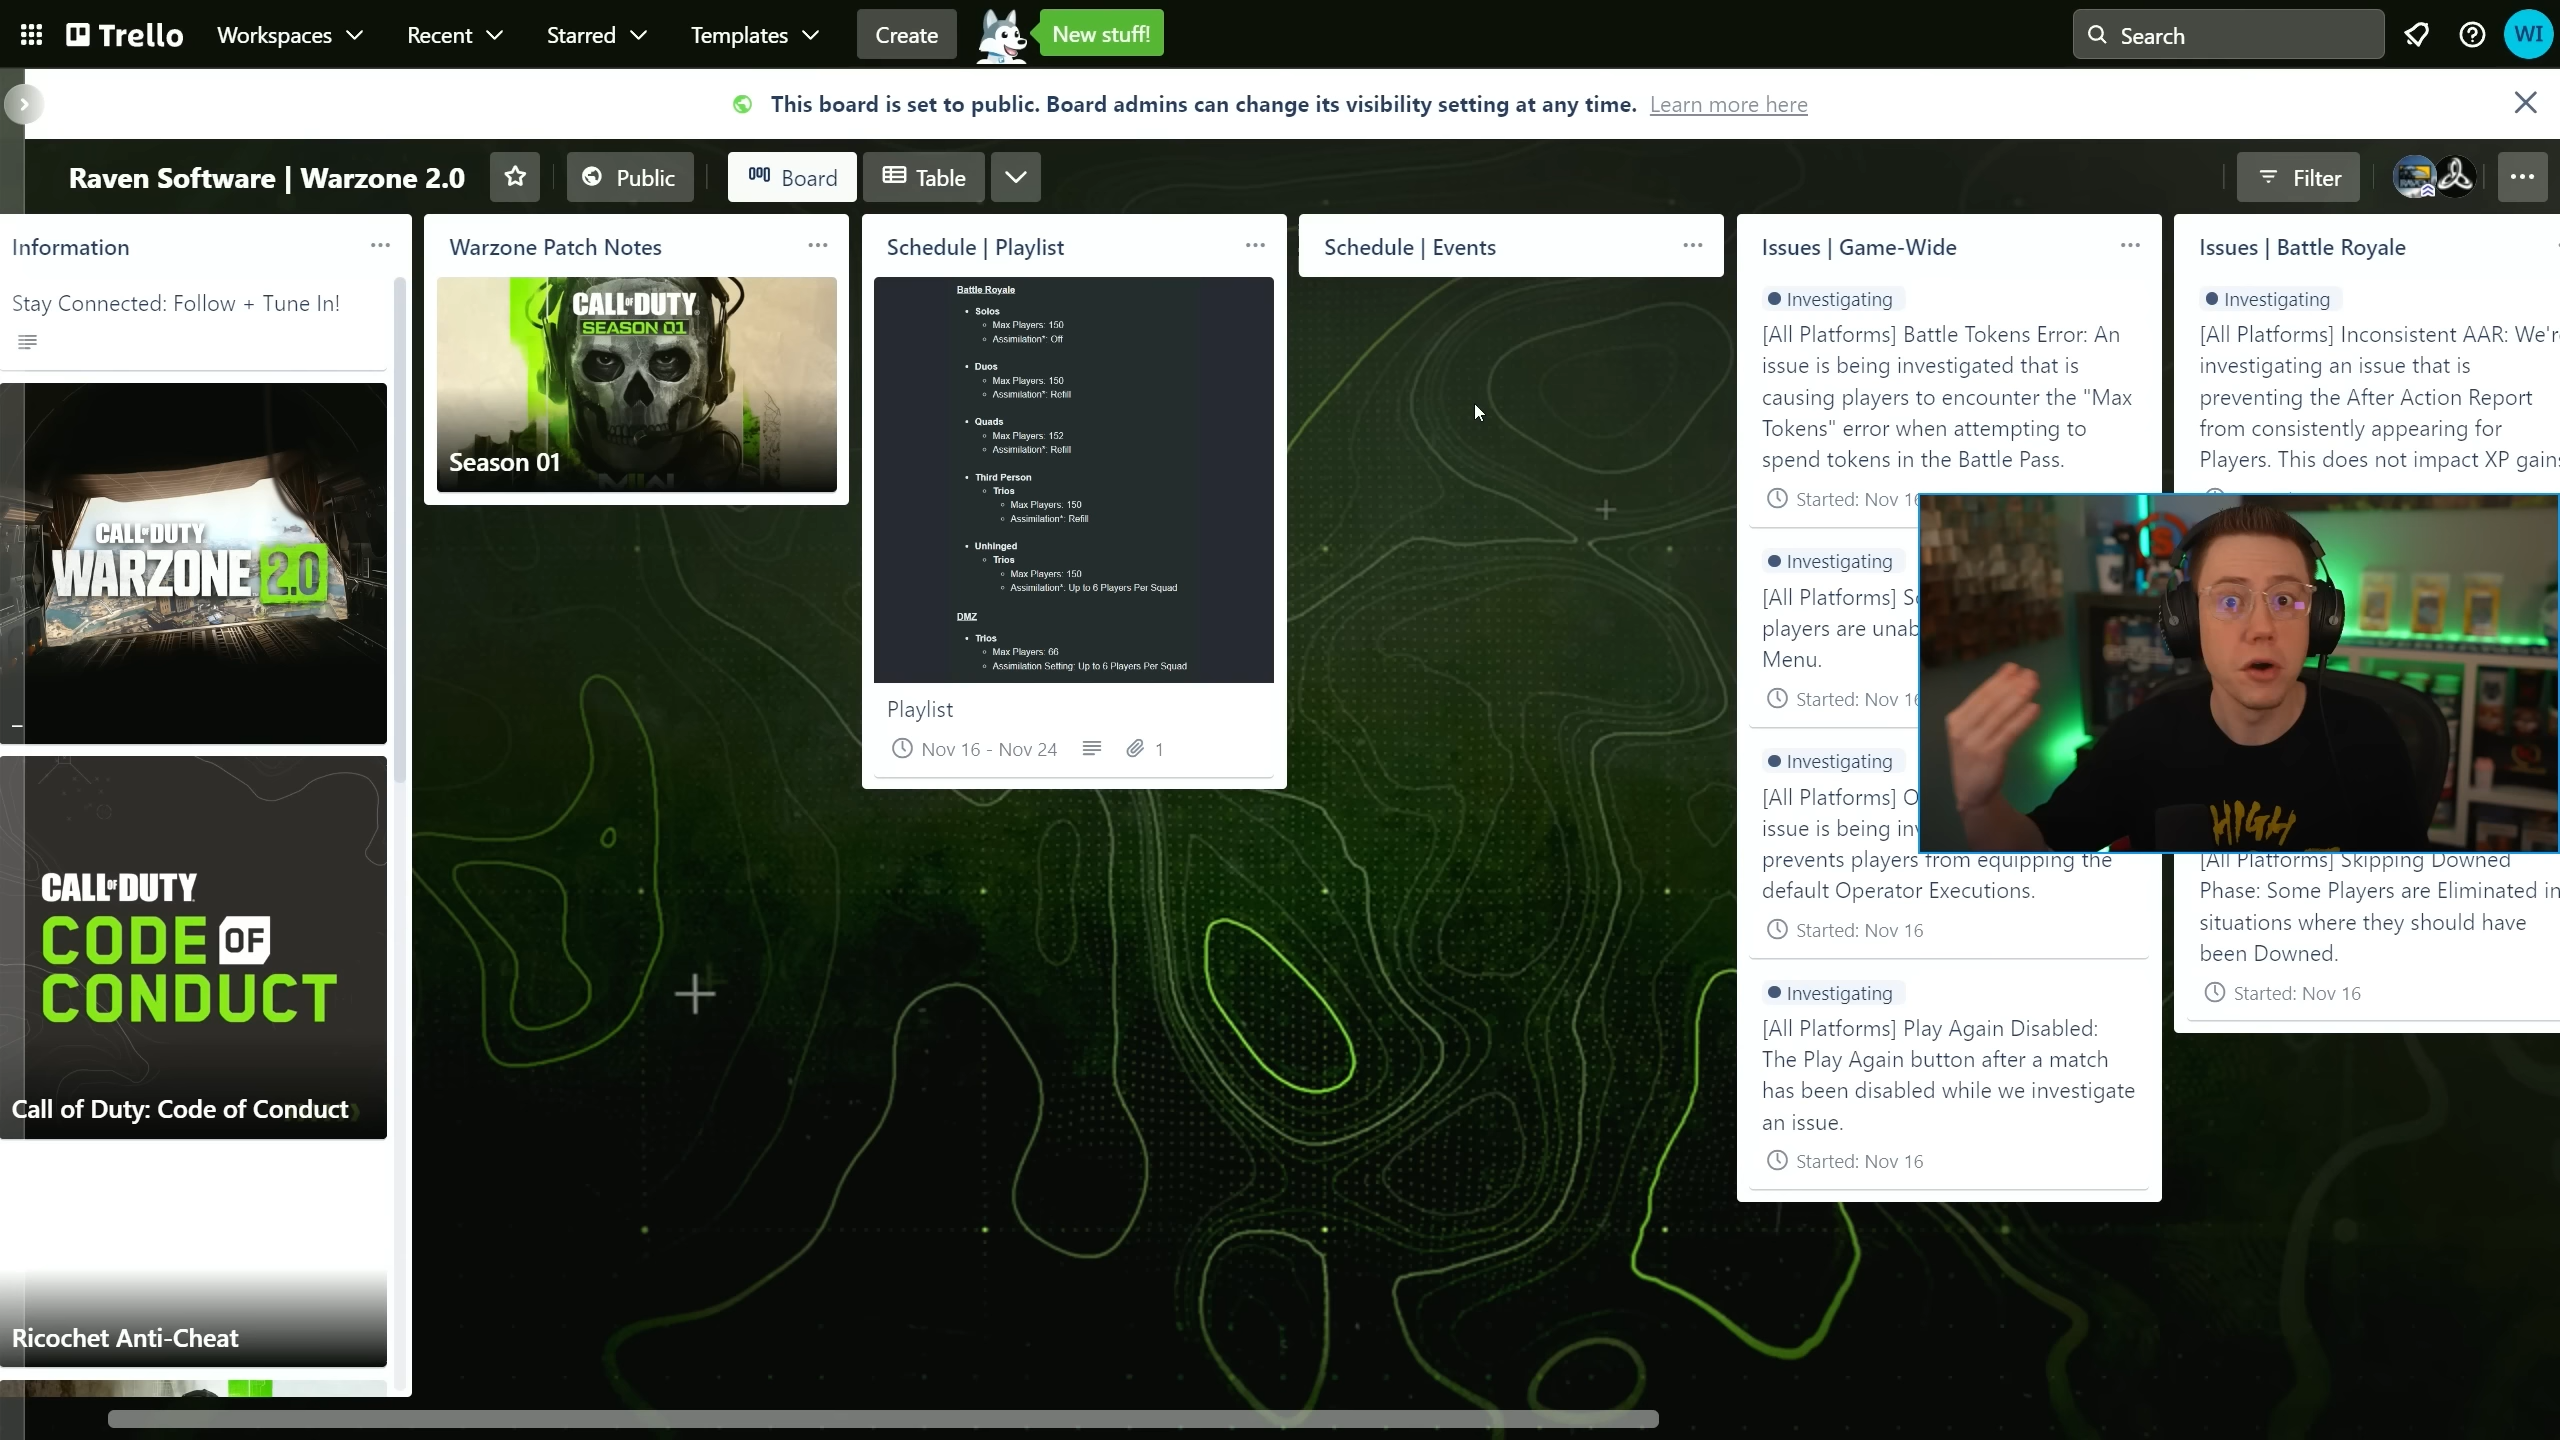 Trello
Workspaces
Recent
Starred
Templates
Create
New stuff!
Search
WI
This board is set to public. Board admins can change its visibility setting at any time. Learn more here
Raven Software | Warzone 2.0
Public
Board
Table
Filter
Information
Stay Connected: Follow + Tune In!
CALL OF DUTY
WARZONE 2.0
CALL OF DUTY
CODE OF
CONDUCT
Call of Duty: Code of Conduct
Ricochet Anti-Cheat
Warzone Patch Notes
CALL OF DUTY
SEASON 01
Season 01
Schedule | Playlist
Battle Royale
• Solos
Max Players: 150
Assimilation*: Off
• Duos
Max Players: 150
Assimilation*: Refill
• Quads
Max Players: 152
Assimilation*: Refill
• Third Person
Trios
Max Players: 150
Assimilation*: Refill
• Unhinged
Trios
Max Players: 150
Assimilation*: Up to 6 Players Per Squad
DMZ
• Trios
Max Players: 66
Assimilation Setting: Up to 6 Players Per Squad
Playlist
Nov 16 - Nov 24
1
Schedule | Events
Issues | Game-Wide
Investigating
[All Platforms] Battle Tokens Error: An
issue is being investigated that is
causing players to encounter the "Max
Tokens" error when attempting to
spend tokens in the Battle Pass.
Started: Nov 16
Investigating
[All Platforms]
players are
Menu.
Started: Nov 16
Investigating
[All Platforms]
issue is being
prevents players from equipping the
default Operator Executions.
Started: Nov 16
Investigating
[All Platforms] Play Again Disabled:
The Play Again button after a match
has been disabled while we investigate
an issue.
Started: Nov 16
Issues | Battle Royale
Investigating
[All Platforms] Inconsistent AAR: We're
investigating an issue that is
preventing the After Action Report
from consistently appearing for
Players. This does not impact XP gains
HIGH
[All Platforms] Skipping Downed
Phase: Some Players are Eliminated in
situations where they should have
been Downed.
Started: Nov 16